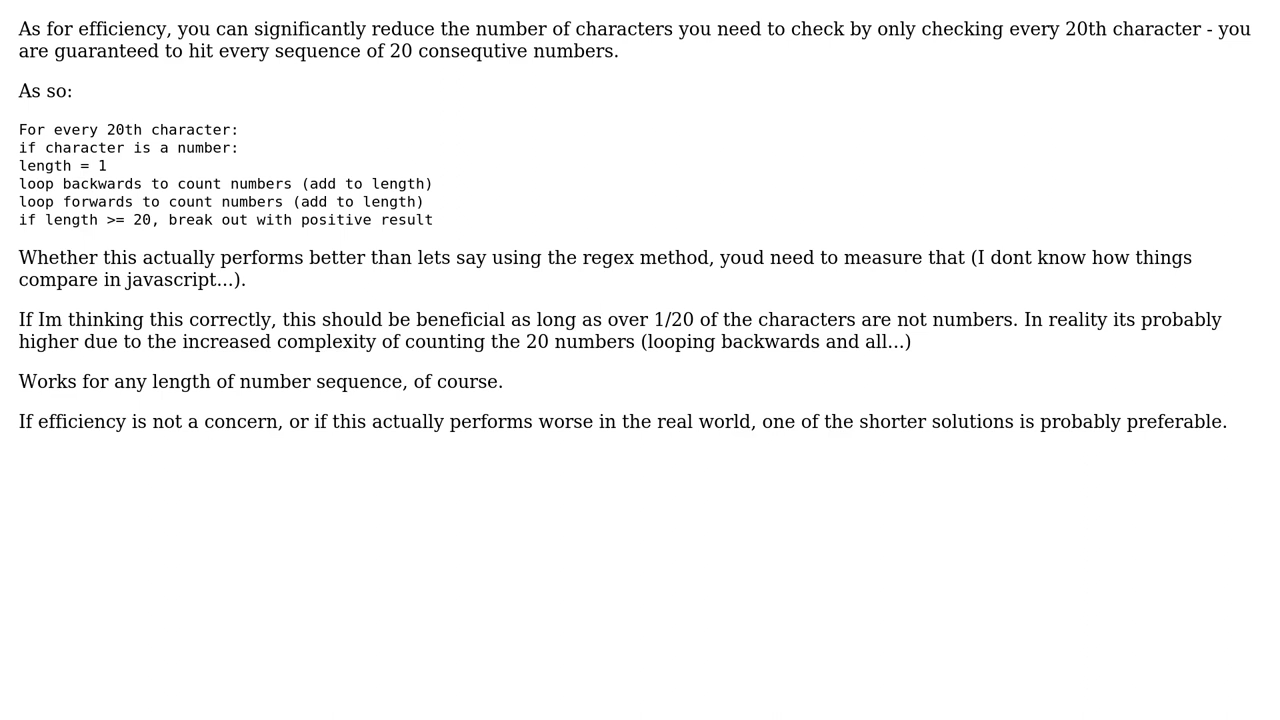 As for efficiency, you can significantly reduce the number of characters you need to check by only checking every 20th character - you
are guaranteed to hit every sequence of 20 consequtive numbers.
As so:
For every 20th character:
if character is a number:
length = 1
loop backwards to count numbers (add to length)
loop forwards to count numbers (add to length)
if length >= 20, break out with positive result
Whether this actually performs better than lets say using the regex method, youd need to measure that (I dont know how things
compare in javascript...).
If Im thinking this correctly, this should be beneficial as long as over 1/20 of the characters are not numbers. In reality its probably
higher due to the increased complexity of counting the 20 numbers (looping backwards and all...)
Works for any length of number sequence, of course.
If efficiency is not a concern, or if this actually performs worse in the real world, one of the shorter solutions is probably preferable.